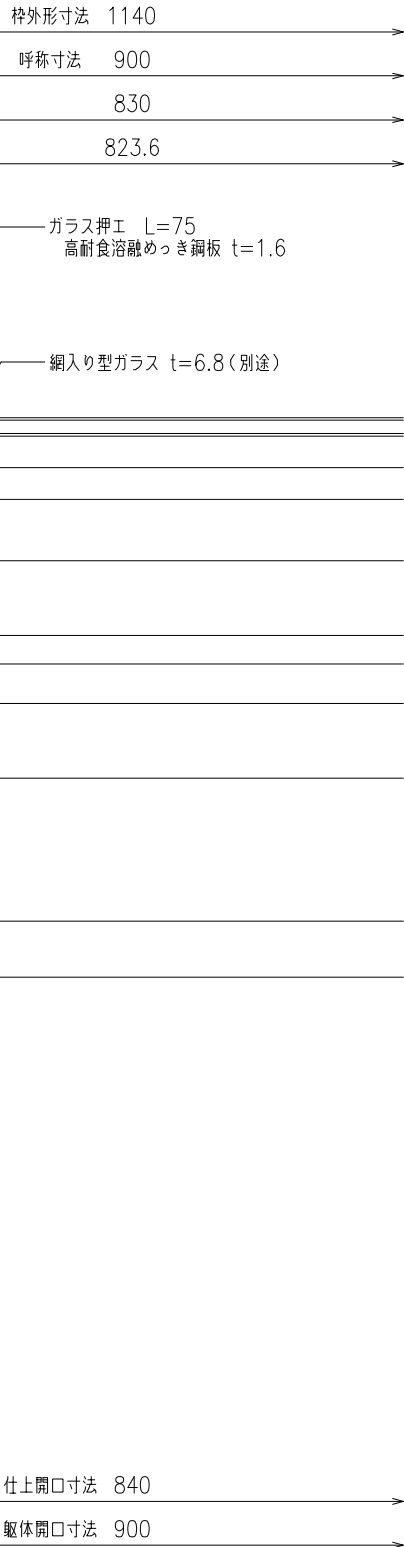 枠外形寸法 1140
呼称寸法 900
830
823.6
ガラス押エ L=75
高耐食溶融めっき鋼板 t=1.6
網入り型ガラス t=6.8(別途)
仕上開口寸法 840
躯体開口寸法 900